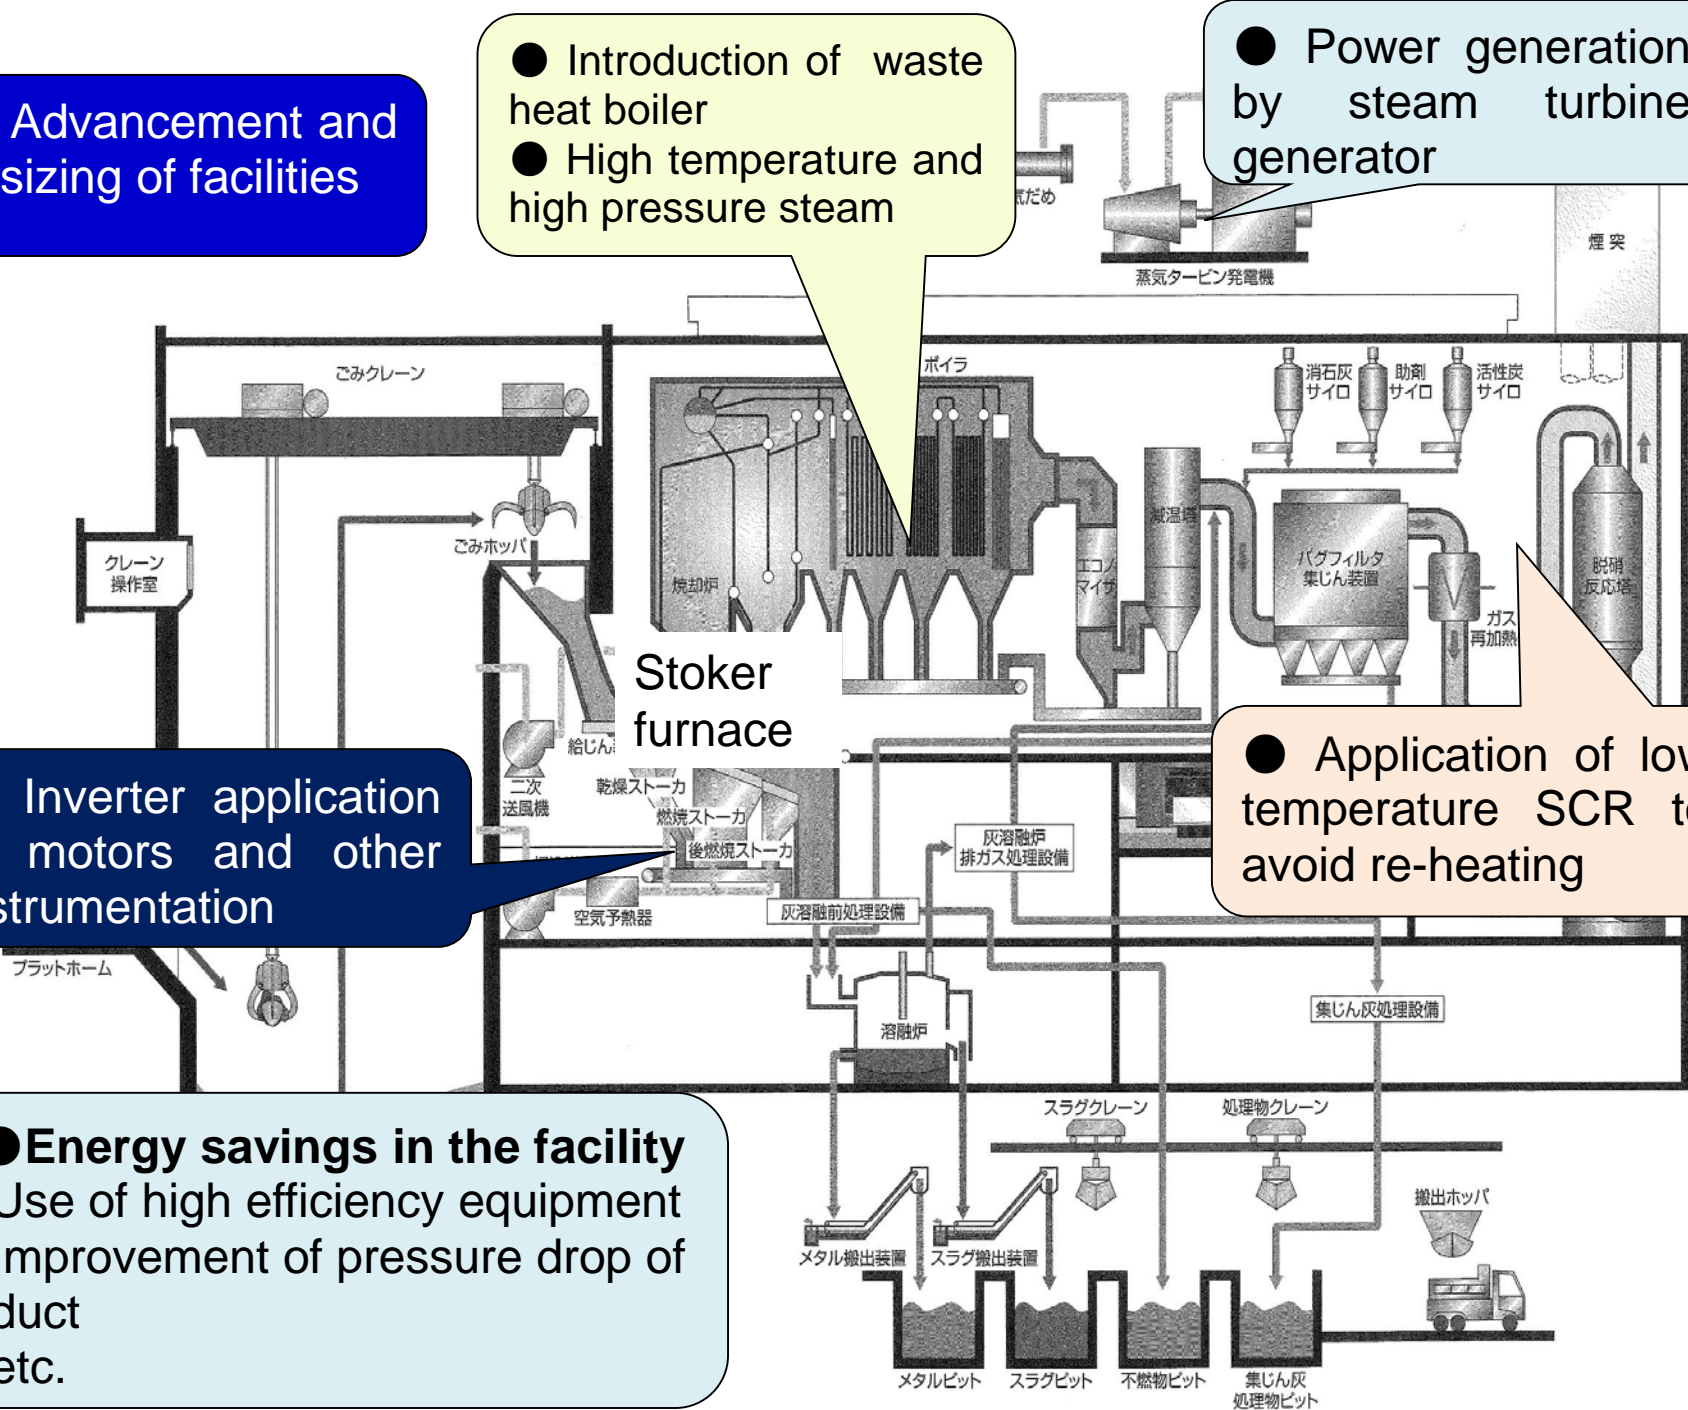 Advancement and
sizing of facilities
● Introduction of waste
heat boiler
● High temperature and
high pressure steam
● Power generation
by steam turbine
generator
気だめ
蒸気タービン発電機
煙突
ごみクレーン
ボイラ
消石灰
サイロ
助剤
サイロ
活性炭
サイロ
クレーン
操作室
ごみホッパ
焼却炉
エコノ
マイザ
減温塔
バグフィルタ
集じん装置
ガス
再加熱
脱硝
反応塔
Stoker
furnace
給じん
二次
送風機
乾燥ストーカ
燃焼ストーカ
後燃焼ストーカ
空気予熱器
Inverter application
motors and other
strumentation
● Application of low
temperature SCR to
avoid re-heating
灰溶融炉
排ガス処理設備
灰溶融前処理設備
プラットホーム
溶融炉
集じん灰処理設備
●Energy savings in the facility
Use of high efficiency equipment
mprovement of pressure drop of
duct
etc.
スラグクレーン
処理物クレーン
搬出ホッパ
メタル搬出装置
スラグ搬出装置
メタルピット
スラグピット
不燃物ピット
集じん灰
処理物ピット